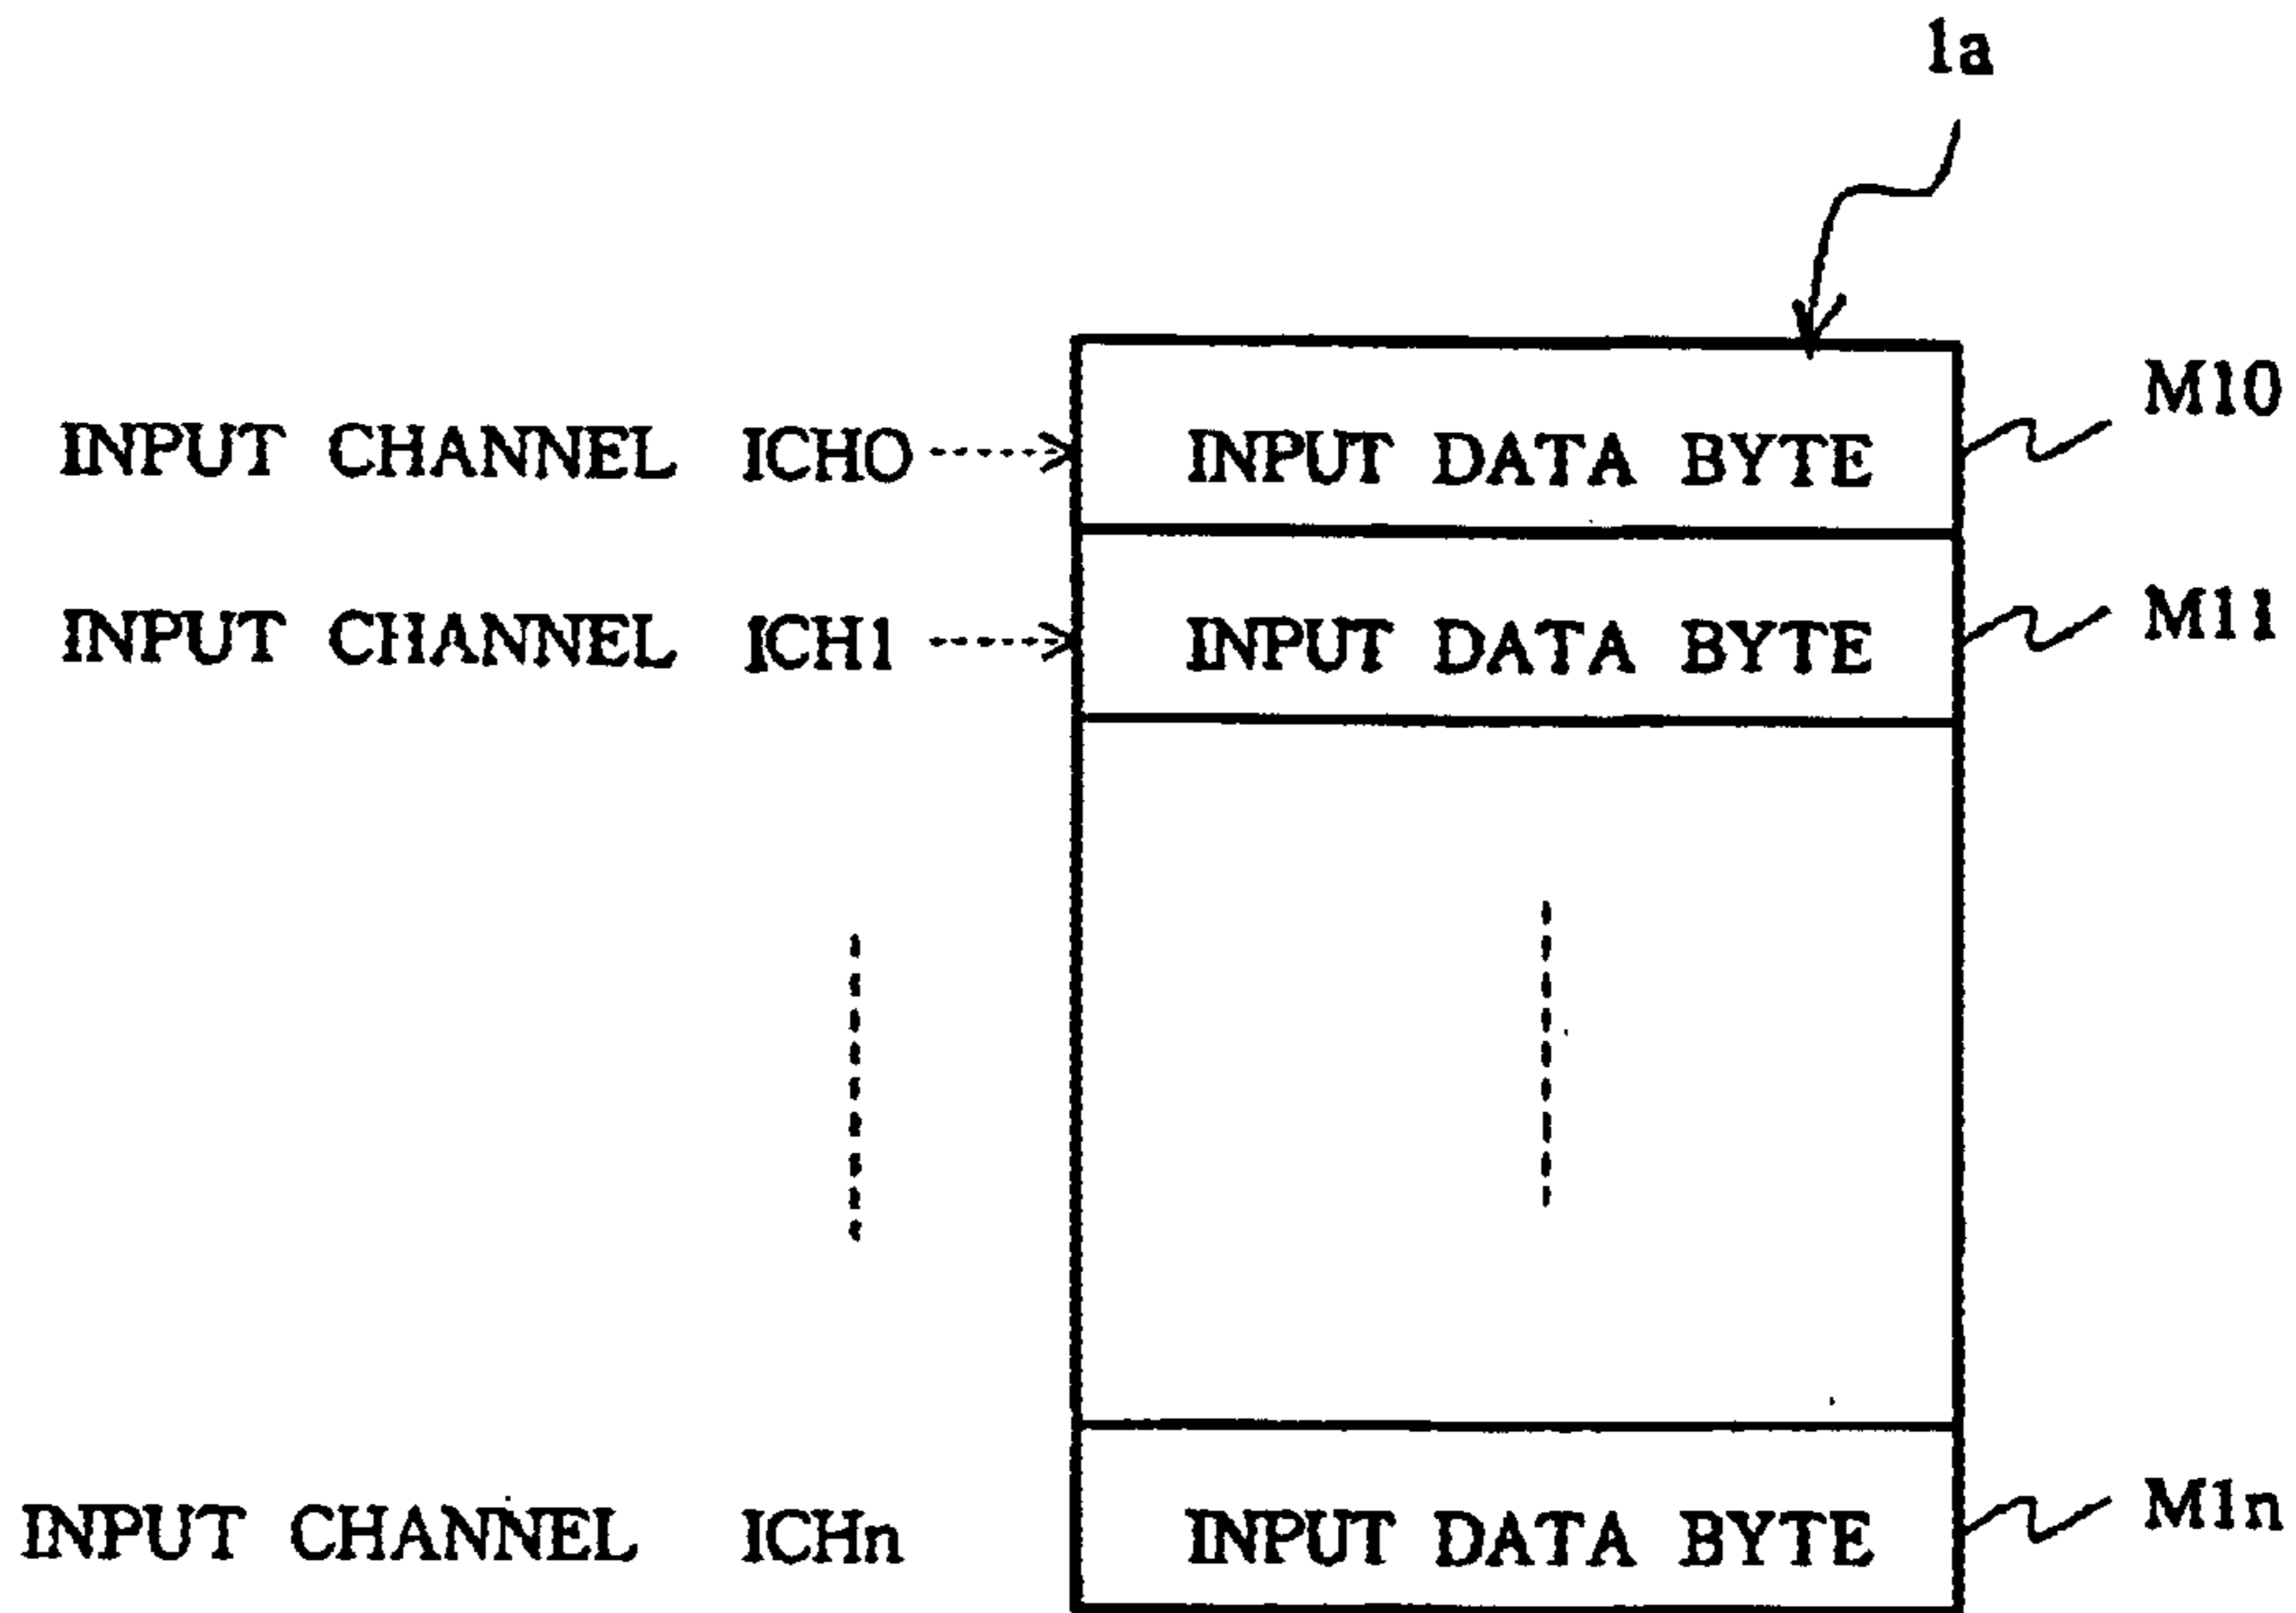 1a
M10
INPUT CHANNEL ICH0 INPUT DATA BYTE
M11
INPUT CHANNEL ICH1 INPUT DATA BYTE
M1n
INPUT CHANNEL ICHn INPUT DATA BYTE